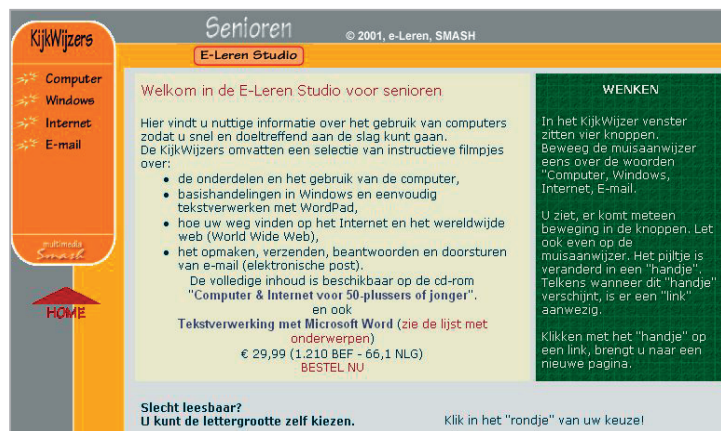 Senioren
© 2001, e-Leren, SMASH
E-Leren Studio
KijkWijzers
Computer
Windows
Internet
E-mail
multimedia
Smash
HOME
Welkom in de E-Leren Studio voor senioren
Hier vindt u nuttige informatie over het gebruik van computers
zodat u snel en doeltreffend aan de slag kunt gaan.
De KijkWijzers omvatten een selectie van instructieve filmpjes
over:
• de onderdelen en het gebruik van de computer,
• basishandelingen in Windows en eenvoudig
tekstverwerken met WordPad,
• hoe uw weg vinden op het Internet en het wereldwijde
web (World Wide Web),
• het opmaken, verzenden, beantwoorden en doorsturen
van e-mail (elektronische post).
De volledige inhoud is beschikbaar op de cd-rom
"Computer & Internet voor 50-plussers of jonger".
en ook
Tekstverwerking met Microsoft Word (zie de lijst met
onderwerpen)
€ 29,99 (1.210 BEF - 66,1 NLG)
BESTEL NU
WENKEN
In het KijkWijzer venster
zitten vier knoppen.
Beweeg de muisaanwijzer
eens over de woorden
"Computer, Windows,
Internet, E-mail.
U ziet, er komt meteen
beweging in de knoppen. Let
ook even op de
muisaanwijzer. Het pijltje is
veranderd in een "handje".
Telkens wanneer dit "handje"
verschijnt, is er een "link"
aanwezig.
Klikken met het "handje" op
een link, brengt u naar een
nieuwe pagina.
Slecht leesbaar?
U kunt de lettergrootte zelf kiezen.
Klik in het "rondje" van uw keuze!